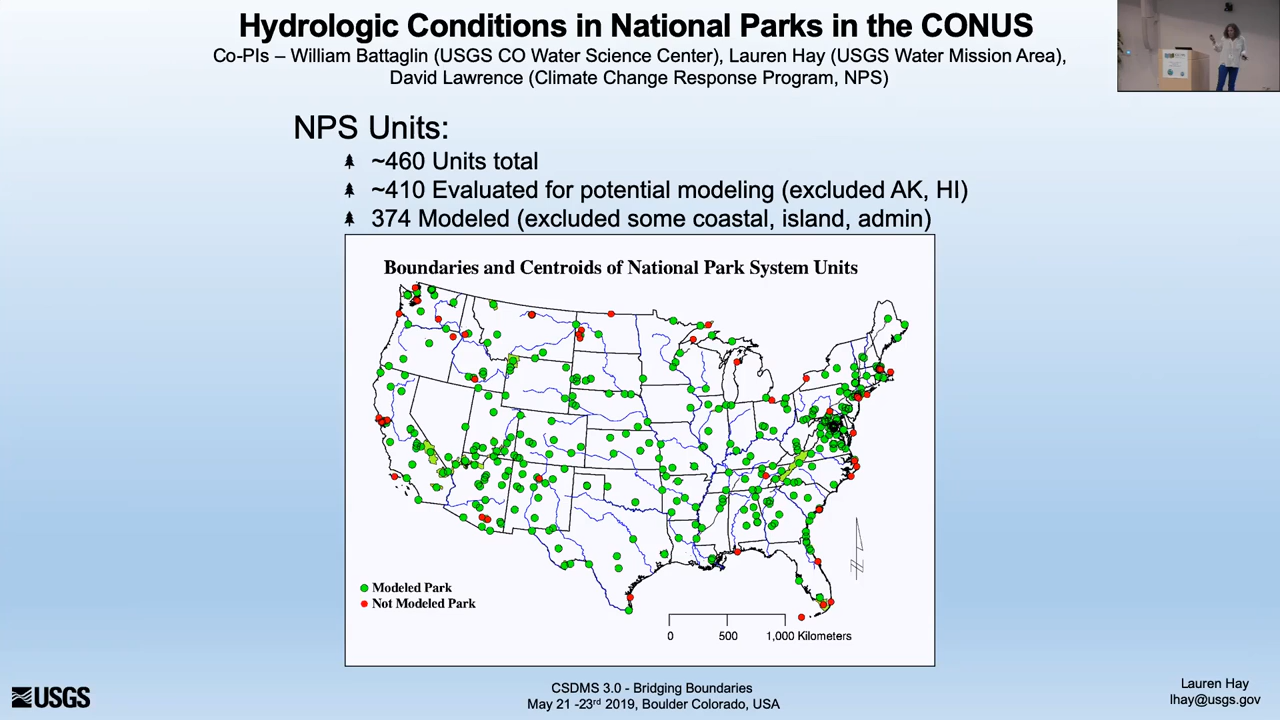 Hydrologic Conditions in National Parks in the CONUS
Co-PIs – William Battaglin (USGS CO Water Science Center), Lauren Hay (USGS Water Mission Area),
David Lawrence (Climate Change Response Program, NPS)
NPS Units:
~460 Units total
~410 Evaluated for potential modeling (excluded AK, HI)
374 Modeled (excluded some coastal, island, admin)
Boundaries and Centroids of National Park System Units
Modeled Park
Not Modeled Park
0 500 1,000 Kilometers
USGS
CSDMS 3.0 - Bridging Boundaries
May 21 -23rd 2019, Boulder Colorado, USA
Lauren Hay
lhay@usgs.gov